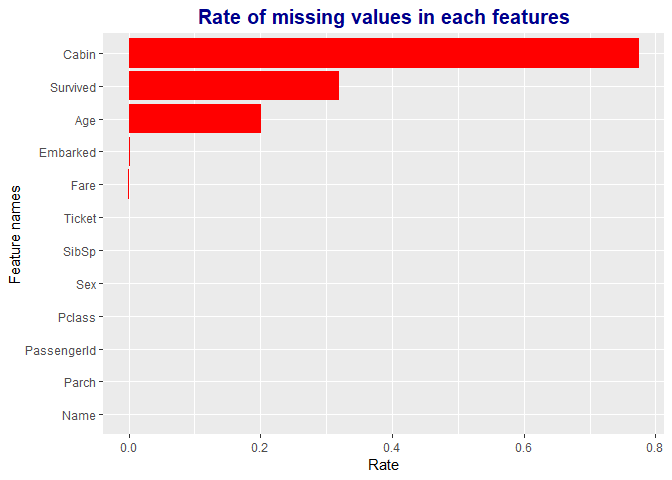 Rate of missing values in each features
Feature names
Cabin
Survived
Age
Embarked
Fare
Ticket
SibSp
Sex
Pclass
PassengerId
Parch
Name
0.0 0.2 0.4 0.6 0.8
Rate